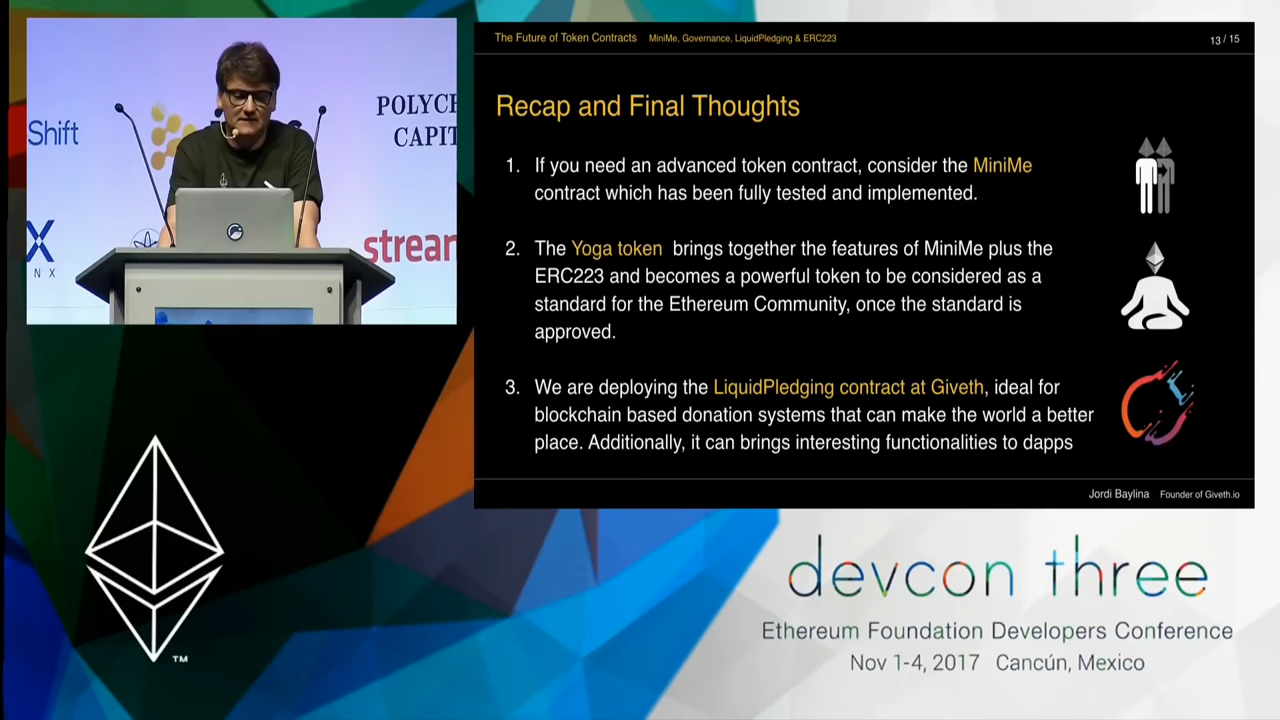 Shift
POLYCH
CAPIT
X
N X
stream
The Future of Token Contracts MiniMe, Governance, LiquidPledging & ERC223
13 / 15
Recap and Final Thoughts
1. If you need an advanced token contract, consider the MiniMe
contract which has been fully tested and implemented.
2. The Yoga token brings together the features of MiniMe plus the
ERC223 and becomes a powerful token to be considered as a
standard for the Ethereum Community, once the standard is
approved.
3. We are deploying the LiquidPledging contract at Giveth, ideal for
blockchain based donation systems that can make the world a better
place. Additionally, it can brings interesting functionalities to dapps
Jordi Baylina Founder of Giveth.io
TM
devcon three
Ethereum Foundation Developers Conference
Nov 1-4, 2017 Cancún, Mexico